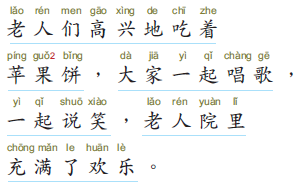 lǎo rén men gāo xìng de chī zhe
老人们高兴地吃着
píng guǒ2 bǐng dà jiā yì qǐ chàng gē
苹果饼，大家一起唱歌，
yì qǐ shuō xiào lǎo rén yuàn lǐ
一起说笑，老人院里
chōng mǎn le huān lè
充满了欢乐。